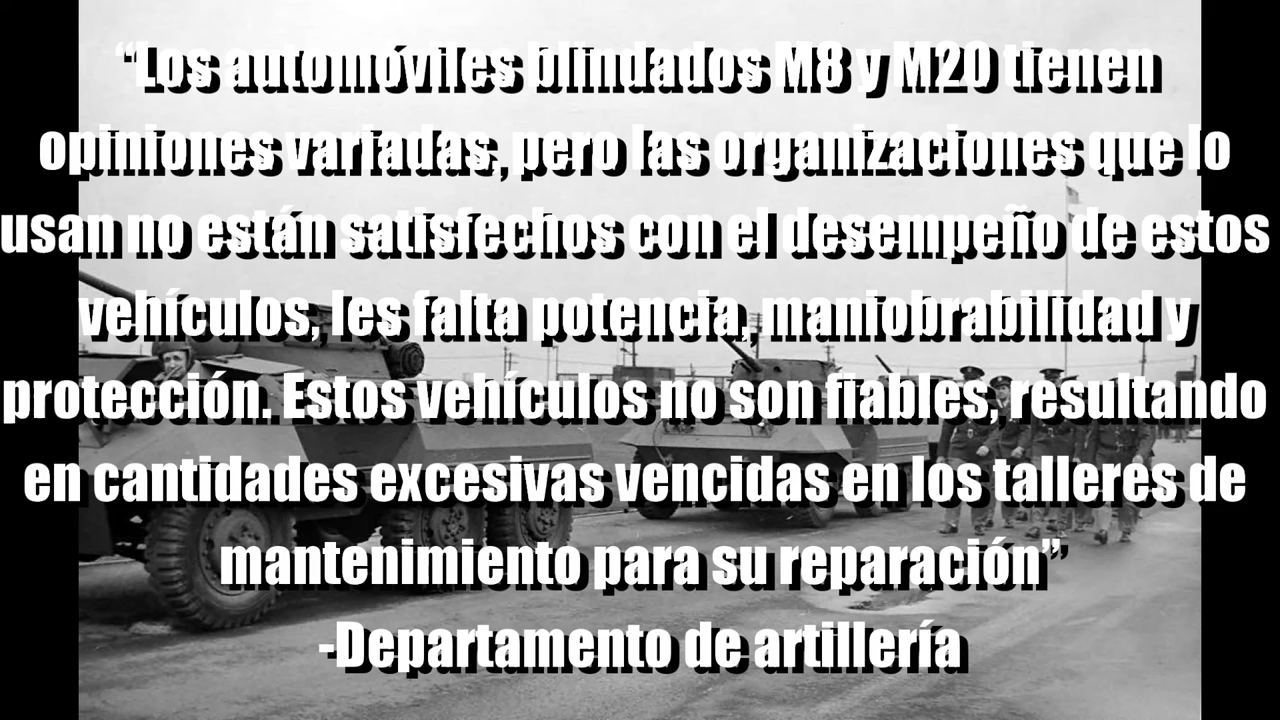 “Los automóviles blindados M8 y M20 tienen
opiniones variadas, pero las organizaciones que lo
usan no están satisfechos con el desempeño de estos
vehículos, les falta potencia, maniobrabilidad y
protección. Estos vehículos no son fiables, resultando
en cantidades excesivas vencidas en los talleres de
mantenimiento para su reparación”
-Departamento de artillería